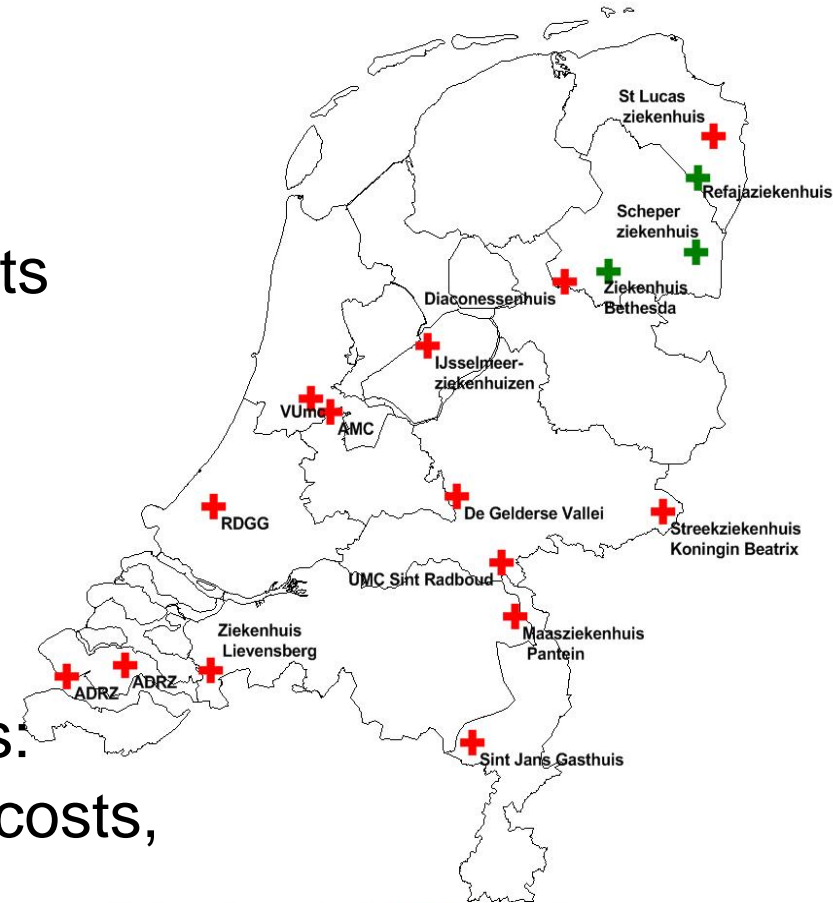 St Lucas
ziekenhuis
Refajaziekenhuis
Scheper
ziekenhuis
ts
Ziekenhuis
Bethesda
Diaconessenhuis
IJsselmeer-
ziekenhuizen
VUmc
AMC
De Gelderse Vallei
RDGG
Streekziekenhuis
Koningin Beatrix
UMC Sint Radboud
Ziekenhuis
Lievensberg
Maasziekenhuis
Pantein
ADRZ
ADRZ
s:
Sint Jans Gasthuis
costs,